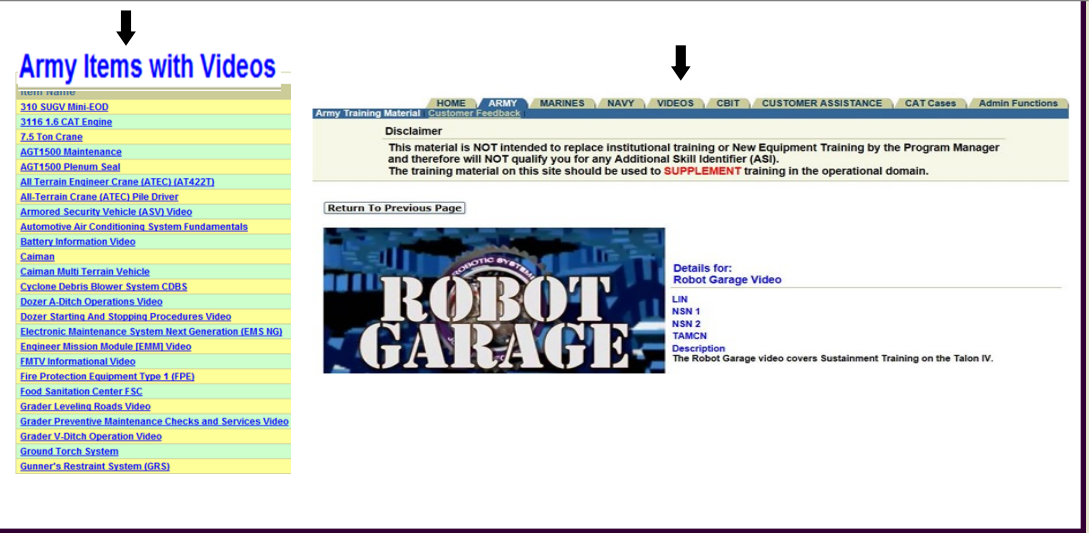 Army Items with Videos
Item Name
310 SUGV Mini-EOD
3116 1.6 CAT Engine
7.5 Ton Crane
AGT1500 Maintenance
AGT1500 Plenum Seal
All Terrain Engineer Crane (ATEC) (AT422T)
All-Terrain Crane (ATEC) Pile Driver
Armored Security Vehicle (ASV) Video
Automotive Air Conditioning System Fundamentals
Battery Information Video
Caiman
Caiman Multi Terrain Vehicle
Cyclone Debris Blower System CDBS
Dozer A-Ditch Operations Video
Dozer Starting And Stopping Procedures Video
Electronic Maintenance System Next Generation (EMS NG)
Engineer Mission Module [EMM] Video
FMTV Informational Video
Fire Protection Equipment Type 1 (FPE)
Food Sanitation Center FSC
Grader Leveling Roads Video
Grader Preventive Maintenance Checks and Services Video
Grader V-Ditch Operation Video
Ground Torch System
Gunner's Restraint System (GRS)
HOME ARMY MARINES NAVY VIDEOS CBIT CUSTOMER ASSISTANCE CAT Cases Admin Functions
Army Training Material Customer Feedback
Disclaimer
This material is NOT intended to replace institutional training or New Equipment Training by the Program Manager
and therefore will NOT qualify you for any Additional Skill Identifier (ASI).
The training material on this site should be used to SUPPLEMENT training in the operational domain.
Return To Previous Page
ROBOTIC SYSTEMS
ROBOT
GARAGE
Details for:
Robot Garage Video
LIN
NSN 1
NSN 2
TAMCN
Description
The Robot Garage video covers Sustainment Training on the Talon IV.